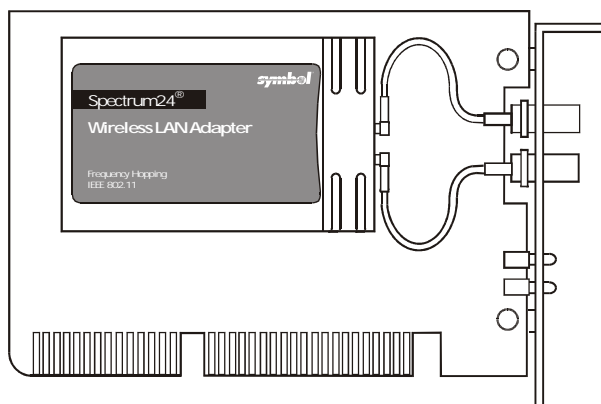 symbol
Spectrum24®
Wireless LAN Adapter
Frequency Hopping
IEEE 802.11